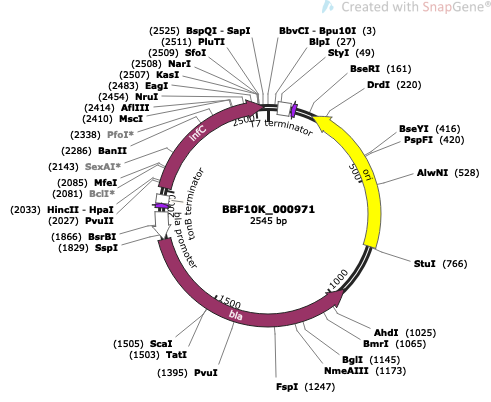 Created with SnapGene®
(2525) BspQI - SapI
(2511) PluTI
(2509) SfoI
(2508) NarI
(2507) KasI
(2483) EagI
(2454) NruI
(2414) AflIII
(2410) MscI
(2338) PfoI*
(2286) BanII
(2143) SexAI*
(2085) MfeI
(2081) BclI*
(2033) HincII - HpaI
(2027) PvuII
(1866) BsrBI
(1829) SspI
(1505) ScaI
(1503) TatI
(1395) PvuI
BbvCI - Bpu10I (3)
BlpI (27)
StyI (49)
BseRI (161)
DrdI (220)
BseYI (416)
PspFI (420)
AlwNI (528)
StuI (766)
AhdI (1025)
BmrI (1065)
BglI (1145)
NmeAIII (1173)
FspI (1247)
T7 terminator
ori
bla
bla promoter
tonB terminator
infC
500
1000
1500
2500
BBF10K_000971
2545 bp